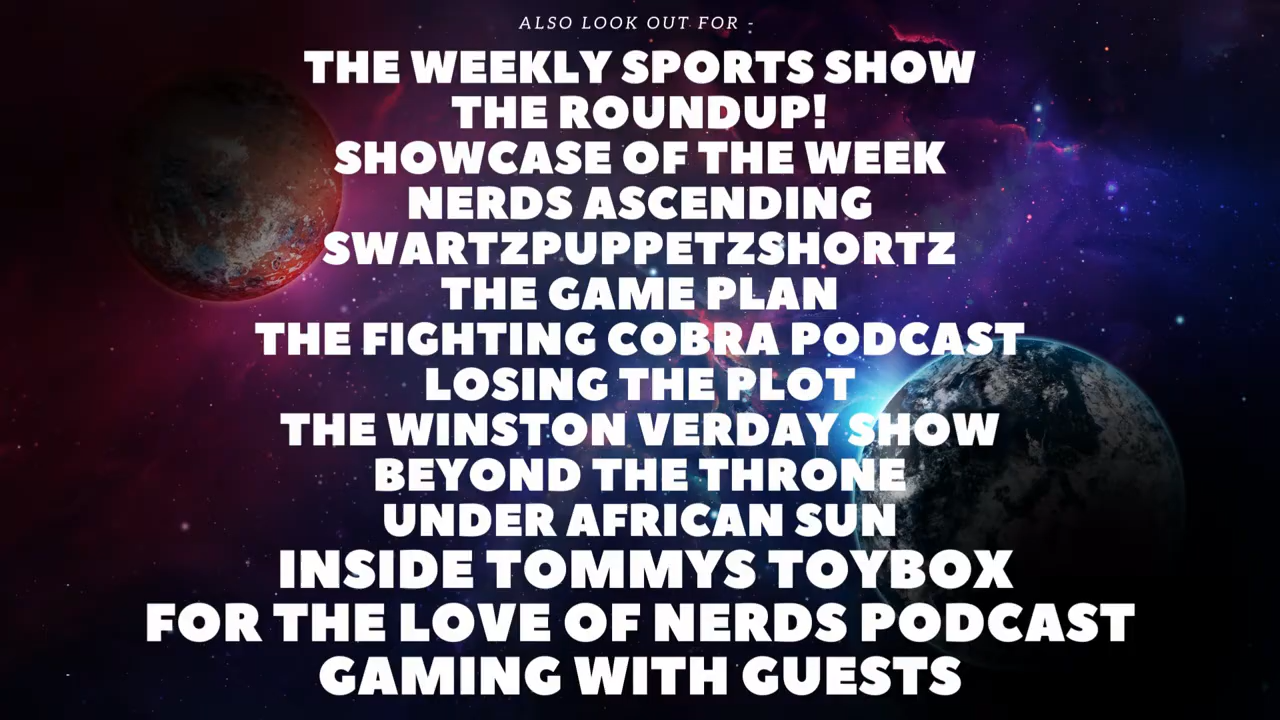 ALSO LOOK OUT FOR -
THE WEEKLY SPORTS SHOW
THE ROUNDUP!
SHOWCASE OF THE WEEK
NERDS ASCENDING
SWARTZPUPPETZSHORTZ
THE GAME PLAN
THE FIGHTING COBRA PODCAST
LOSING THE PLOT
THE WINSTON VERDAY SHOW
BEYOND THE THRONE
UNDER AFRICAN SUN
INSIDE TOMMYS TOYBOX
FOR THE LOVE OF NERDS PODCAST
GAMING WITH GUESTS